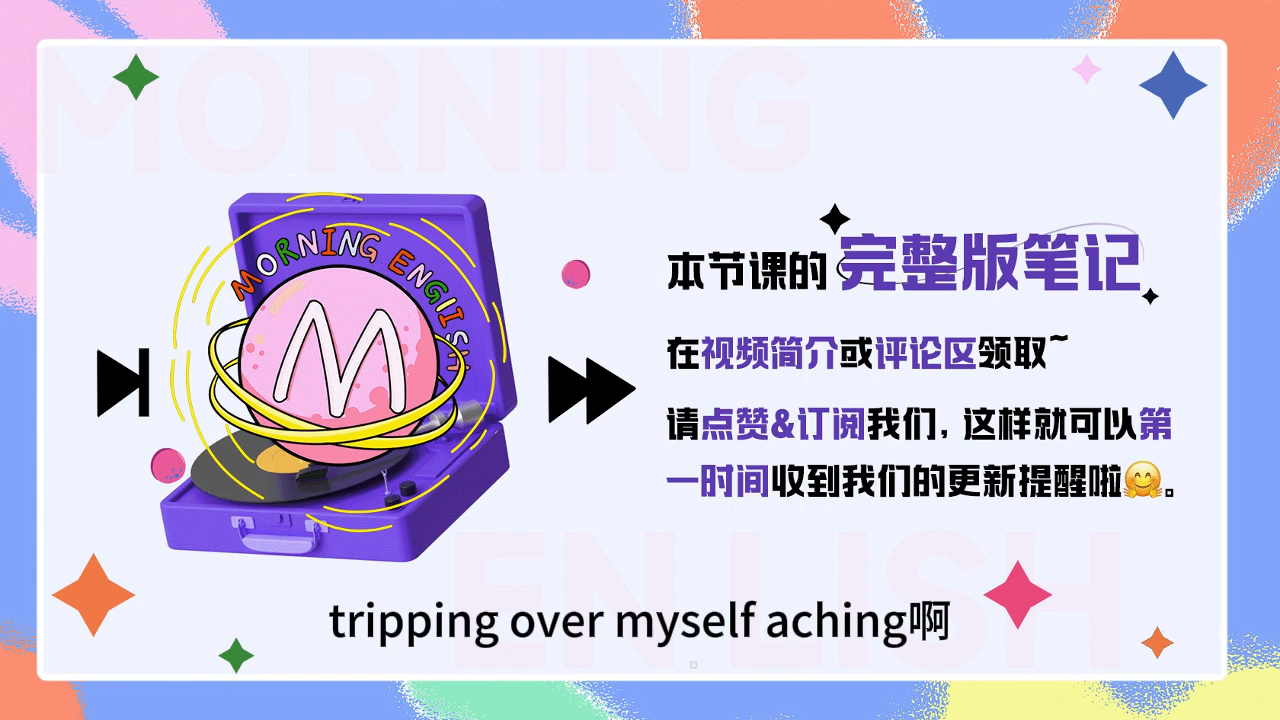 MORNING
MORNING ENGlISH
M
本节课的 完整版笔记
在视频简介或评论区领取~
请点赞&订阅我们, 这样就可以第
一时间收到我们的更新提醒啦🤗。
EN LISH
tripping over myself aching啊